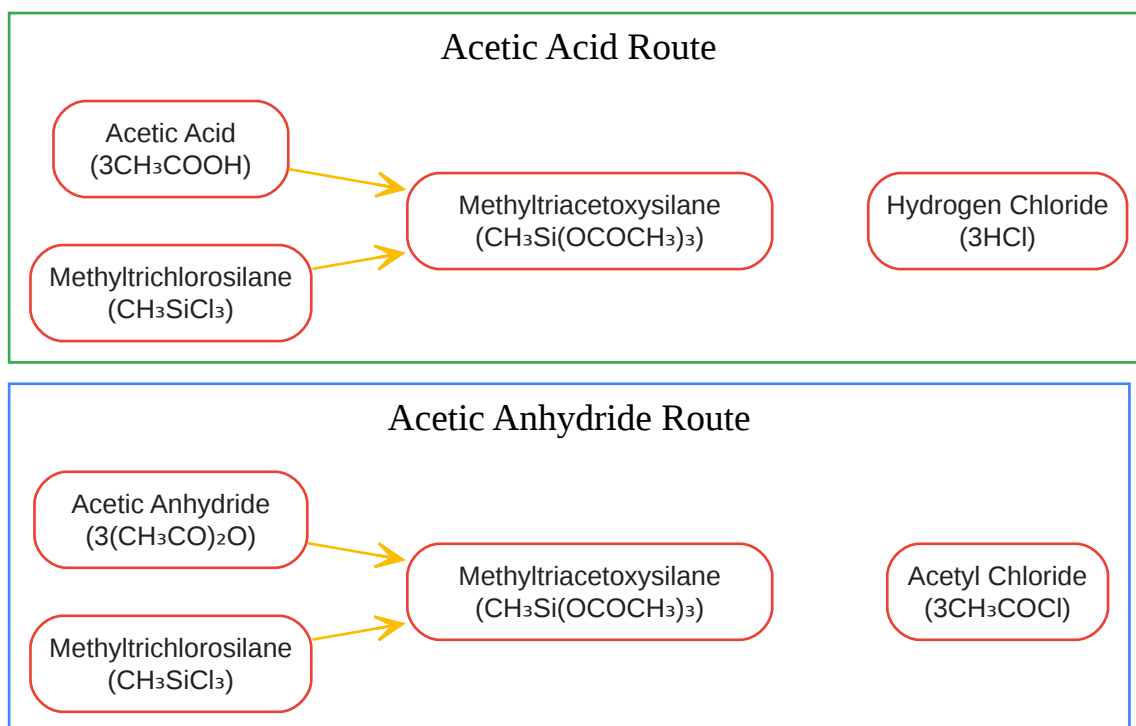 Acetic Acid Route
Acetic Acid
(3CH₃COOH)
Methyltrichlorosilane
(CH₃SiCl₃)
Methyltriacetoxysilane
(CH₃Si(OCOCH₃)₃)
Hydrogen Chloride
(3HCl)
Acetic Anhydride Route
Acetic Anhydride
(3(CH₃CO)₂O)
Methyltrichlorosilane
(CH₃SiCl₃)
Methyltriacetoxysilane
(CH₃Si(OCOCH₃)₃)
Acetyl Chloride
(3CH₃COCl)